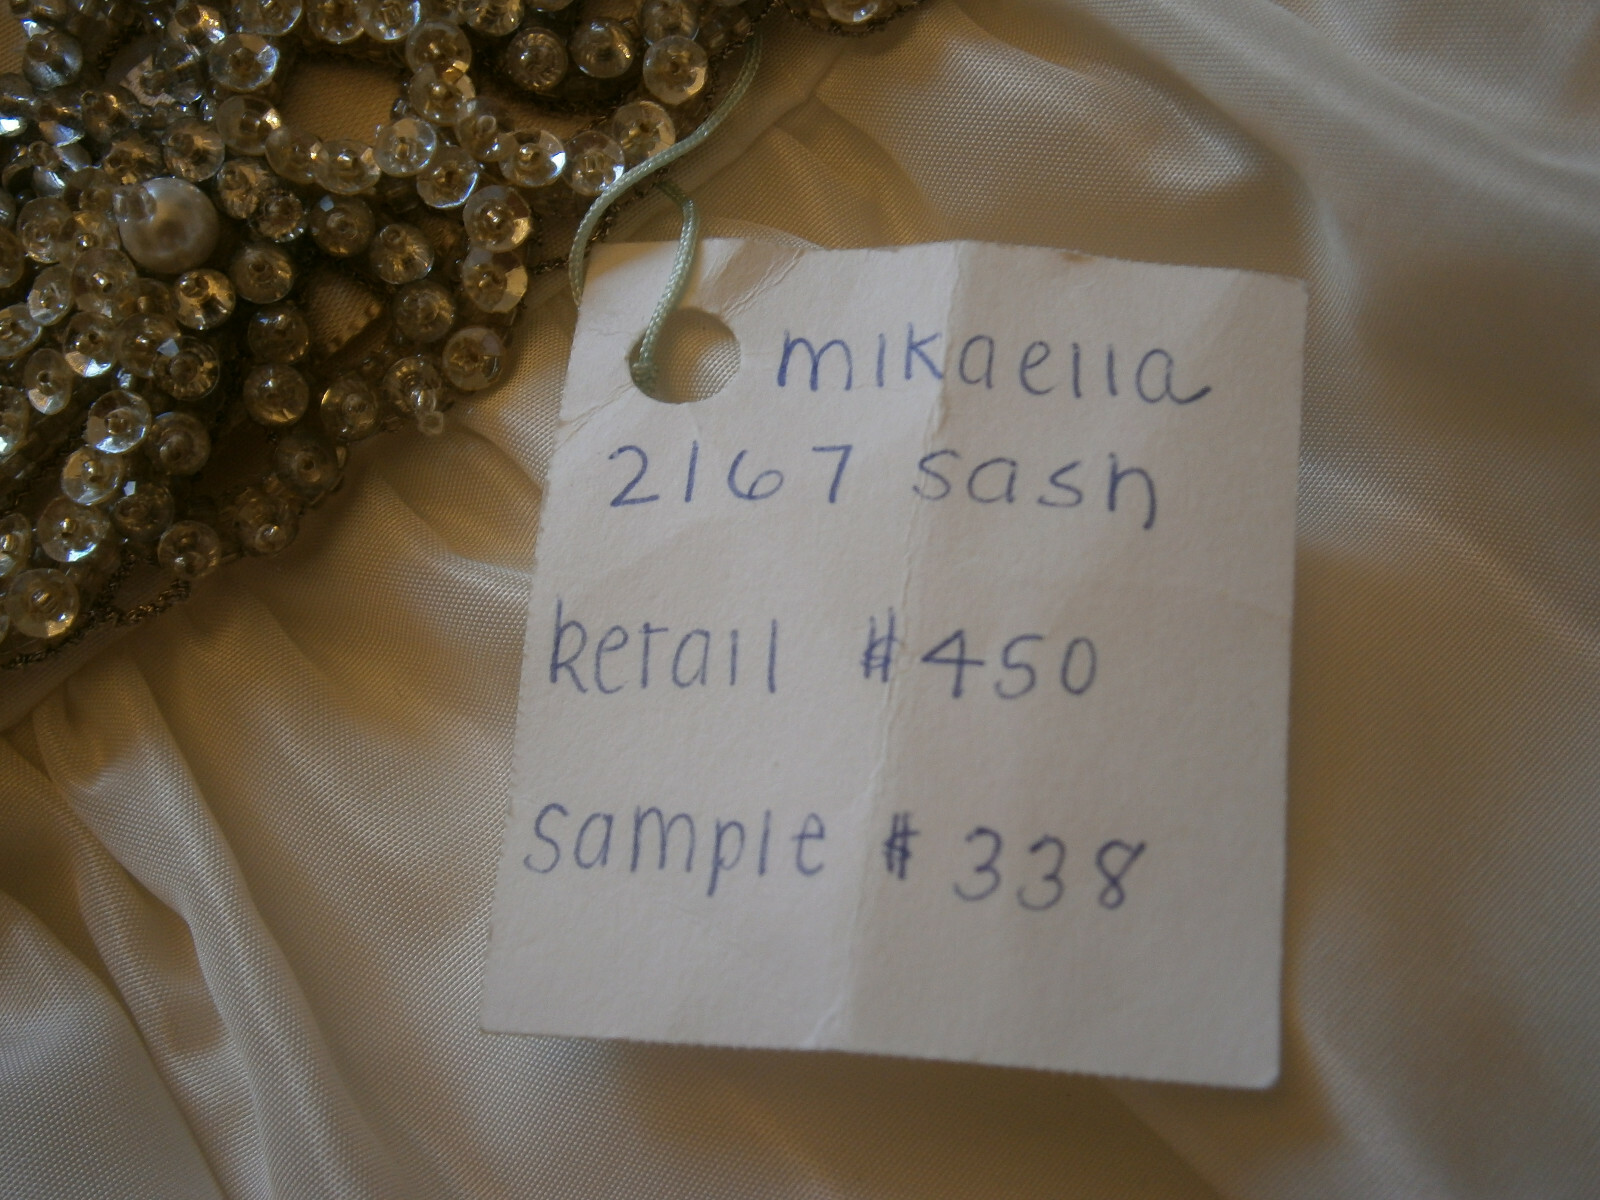 mikaella
2167 sash
Retail $450
sample $338